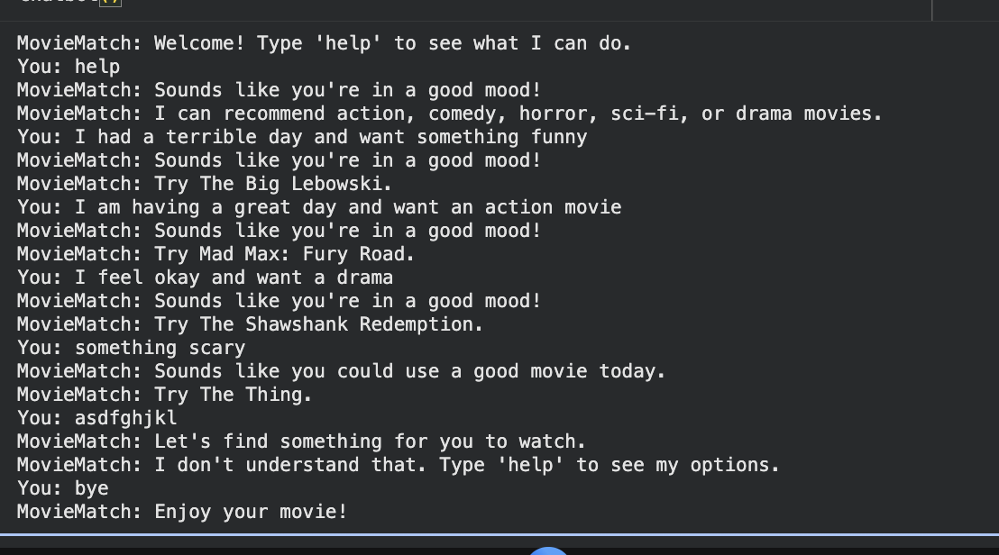 MovieMatch: Welcome! Type 'help' to see what I can do.
You: help
MovieMatch: Sounds like you're in a good mood!
MovieMatch: I can recommend action, comedy, horror, sci-fi, or drama movies.
You: I had a terrible day and want something funny
MovieMatch: Sounds like you're in a good mood!
MovieMatch: Try The Big Lebowski.
You: I am having a great day and want an action movie
MovieMatch: Sounds like you're in a good mood!
MovieMatch: Try Mad Max: Fury Road.
You: I feel okay and want a drama
MovieMatch: Sounds like you're in a good mood!
MovieMatch: Try The Shawshank Redemption.
You: something scary
MovieMatch: Sounds like you could use a good movie today.
MovieMatch: Try The Thing.
You: asdfghjkl
MovieMatch: Let's find something for you to watch.
MovieMatch: I don't understand that. Type 'help' to see my options.
You: bye
MovieMatch: Enjoy your movie!